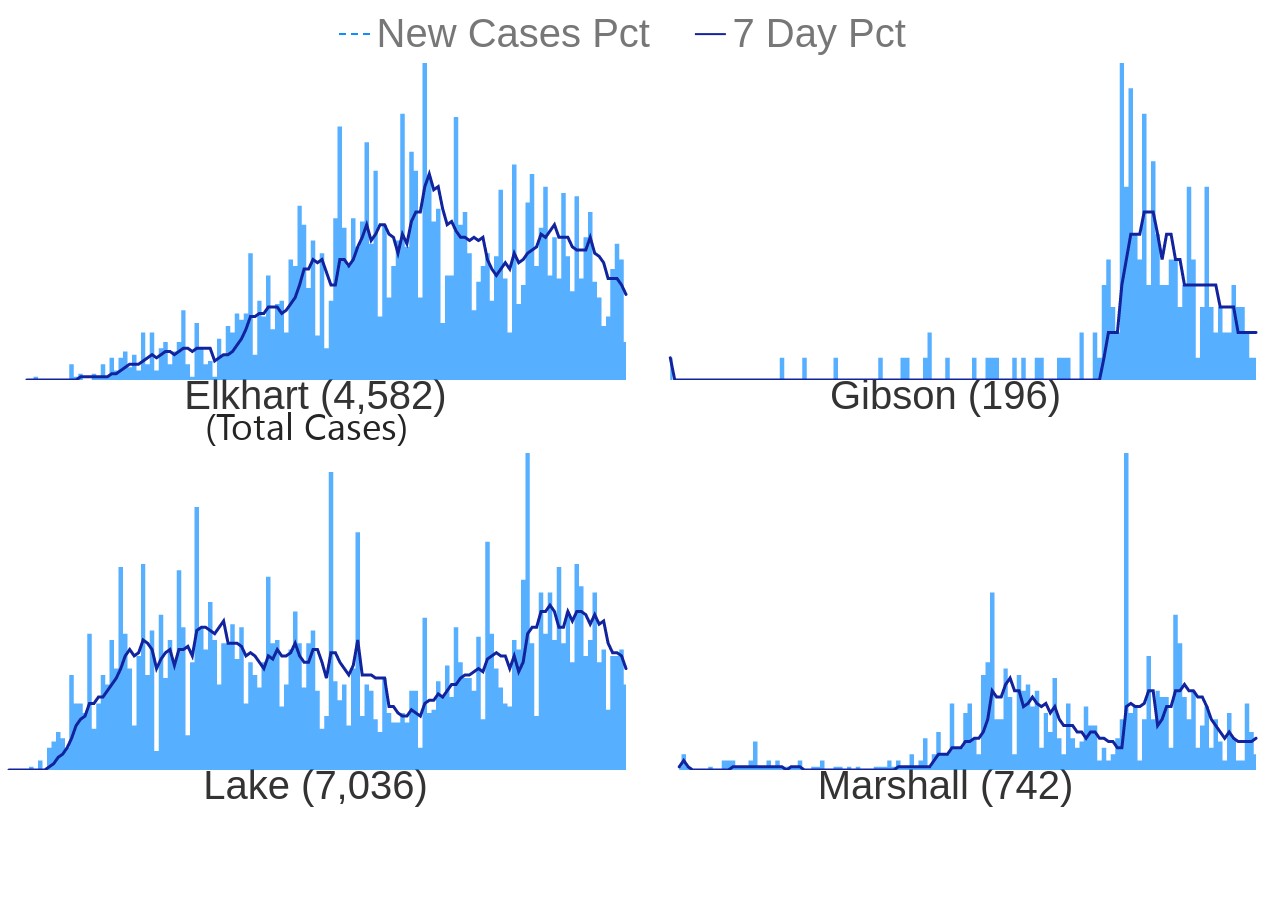 New Cases Pct 7 Day Pct
Elkhart (4,582) Gibson (196)
(Total Cases)
Lake (7,036) Marshall (742)